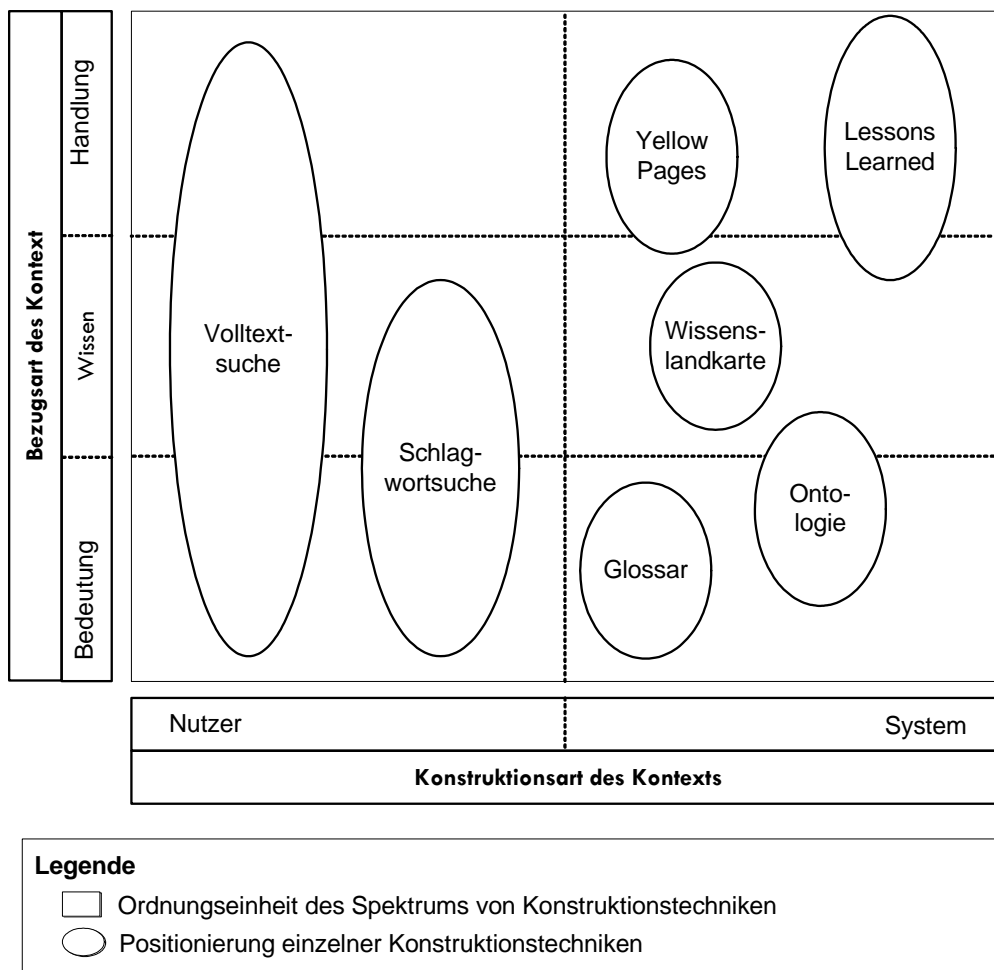 Bezugsart des Kontext
Handlung
Wissen
Bedeutung
Yellow
Pages
Lessons
Learned
Volltext-
suche
Wissens-
landkarte
Schlag-
wortsuche
Onto-
logie
Glossar
Nutzer
System
Konstruktionsart des Kontexts
Legende
Ordnungseinheit des Spektrums von Konstruktionstechniken
Positionierung einzelner Konstruktionstechniken